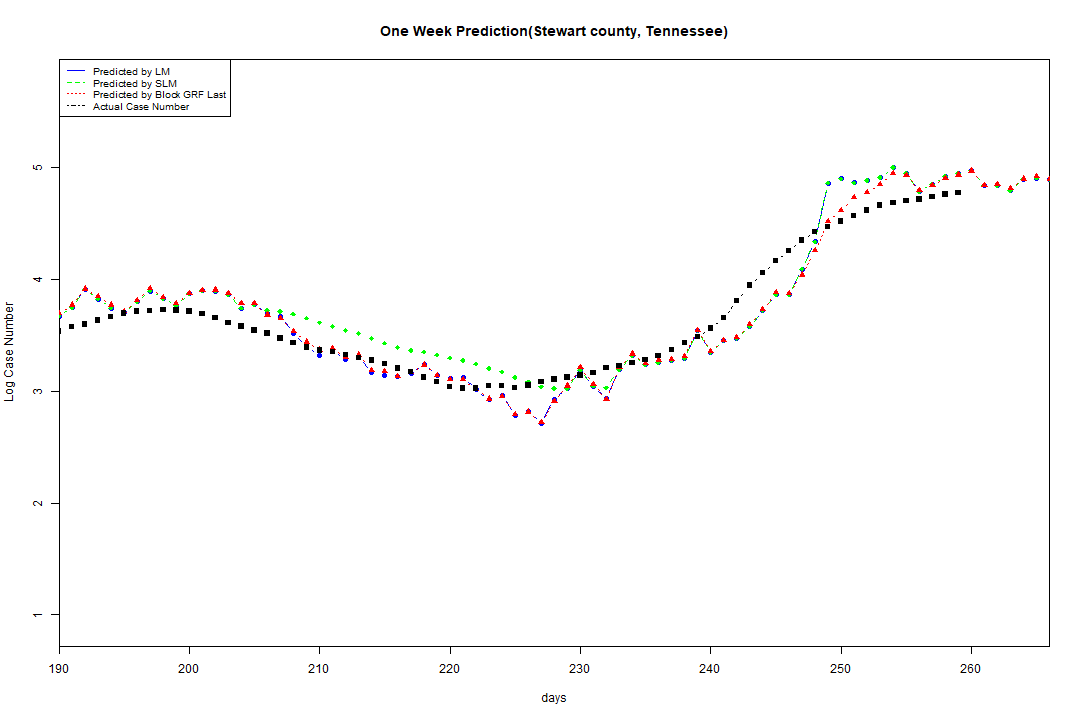 One Week Prediction(Stewart county, Tennessee)
Predicted by LM
Predicted by SLM
Predicted by Block GRF Last
Actual Case Number
5
4
3
2
1
Log Case Number
190 200 210 220 230 240 250 260
days